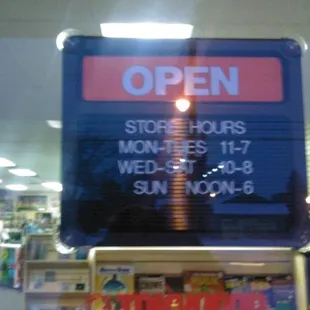 OPEN
STORE HOURS
MON-TUES 11-7
WED-SAT 10-8
SUN NOON-6